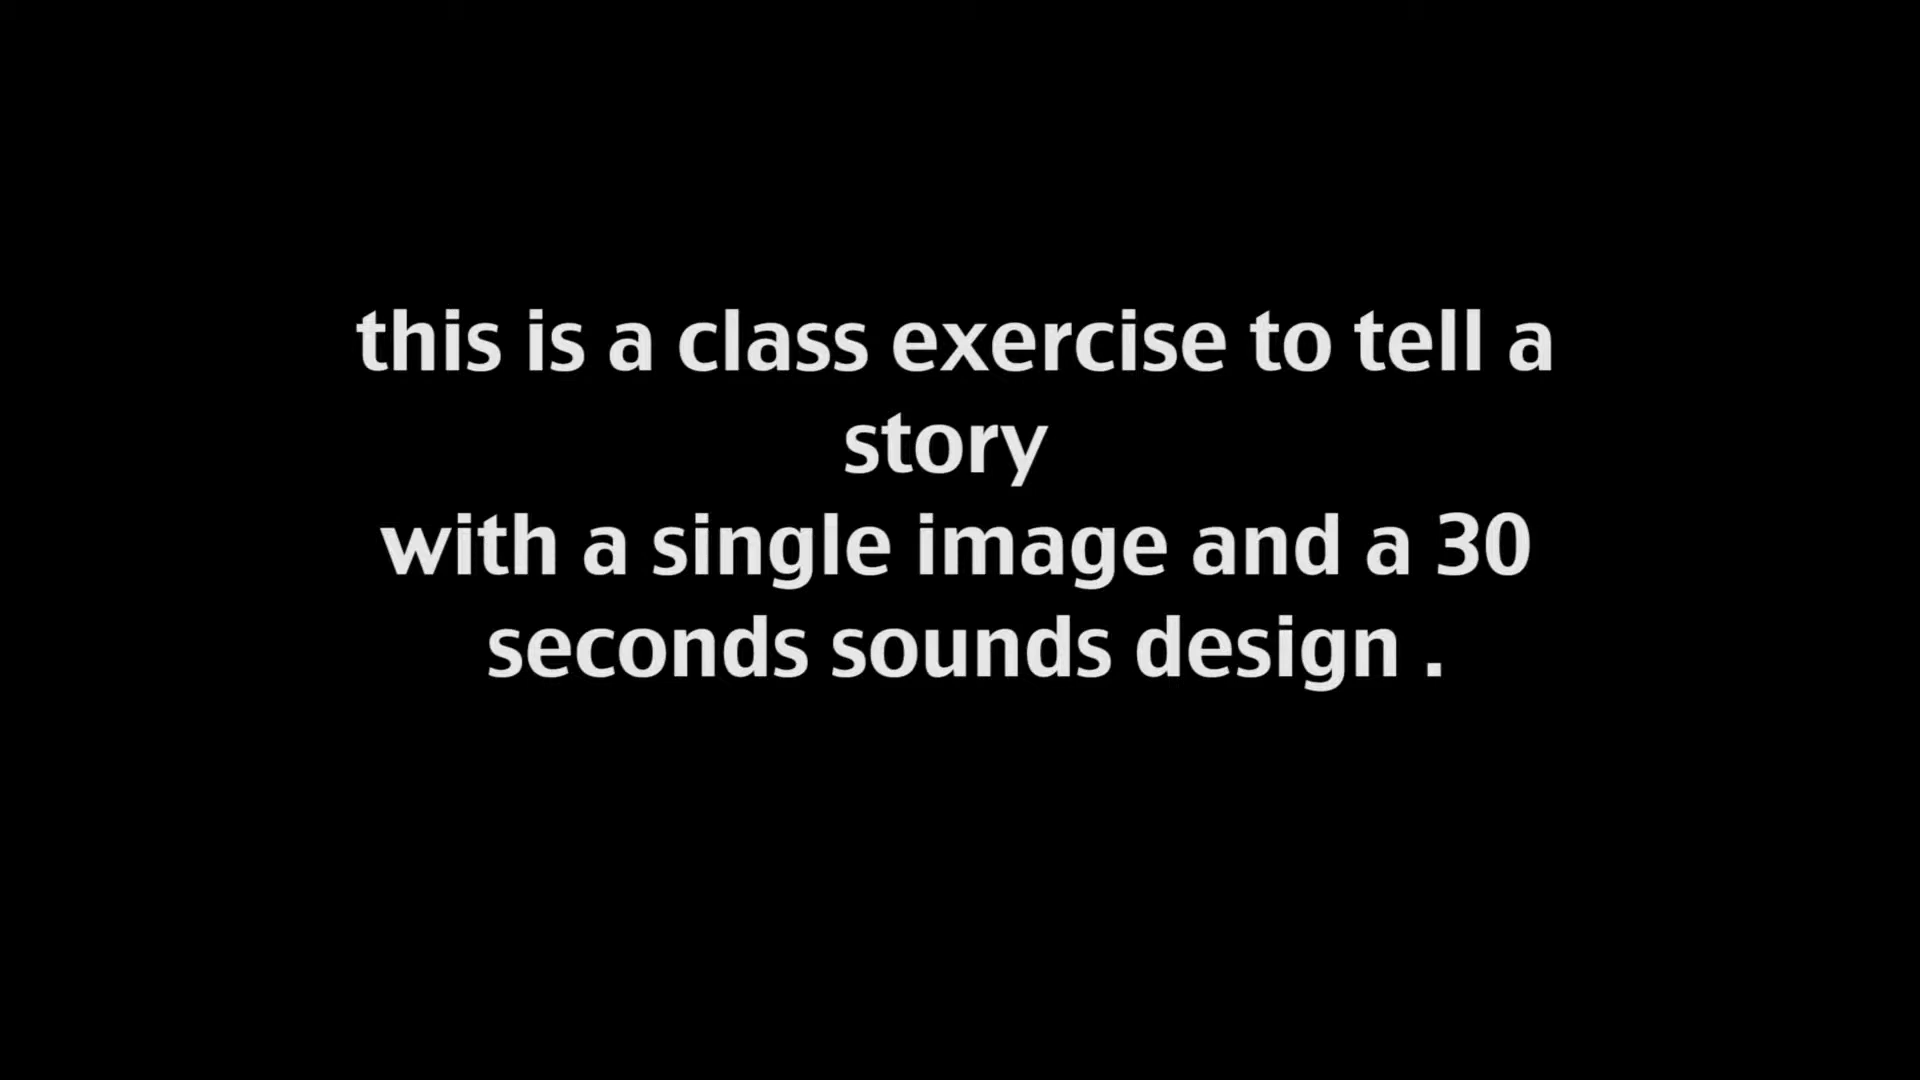 this is a class exercise to tell a
story
with a single image and a 30
seconds sounds design .